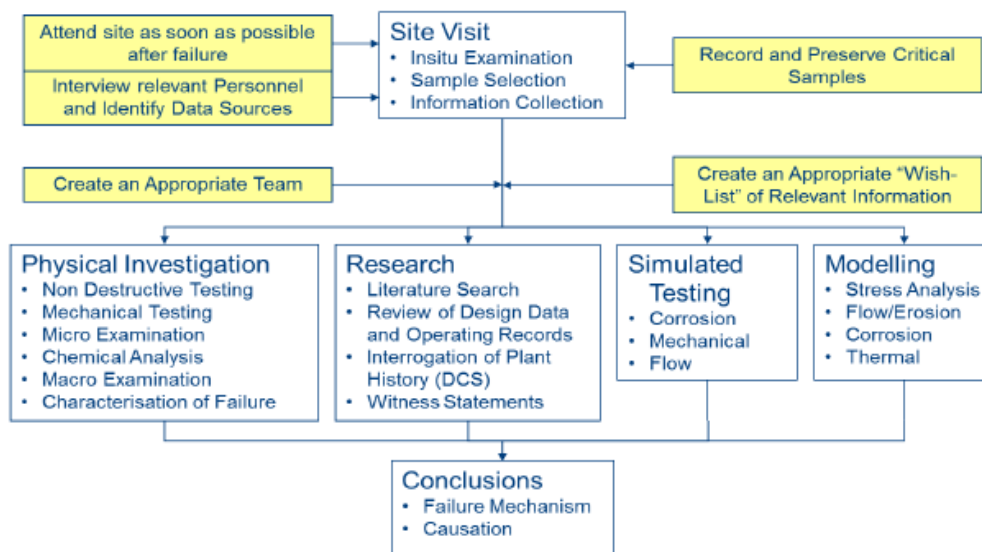 Attend site as soon as possible
after failure
Interview relevant Personnel
and Identify Data Sources
Site Visit
• Insitu Examination
• Sample Selection
• Information Collection
Record and Preserve Critical
Samples
Create an Appropriate Team
Create an Appropriate “Wish-
List” of Relevant Information
Physical Investigation
• Non Destructive Testing
• Mechanical Testing
• Micro Examination
• Chemical Analysis
• Macro Examination
• Characterisation of Failure
Research
• Literature Search
• Review of Design Data
and Operating Records
• Interrogation of Plant
History (DCS)
• Witness Statements
Simulated
Testing
• Corrosion
• Mechanical
• Flow
Modelling
• Stress Analysis
• Flow/Erosion
• Corrosion
• Thermal
Conclusions
• Failure Mechanism
• Causation